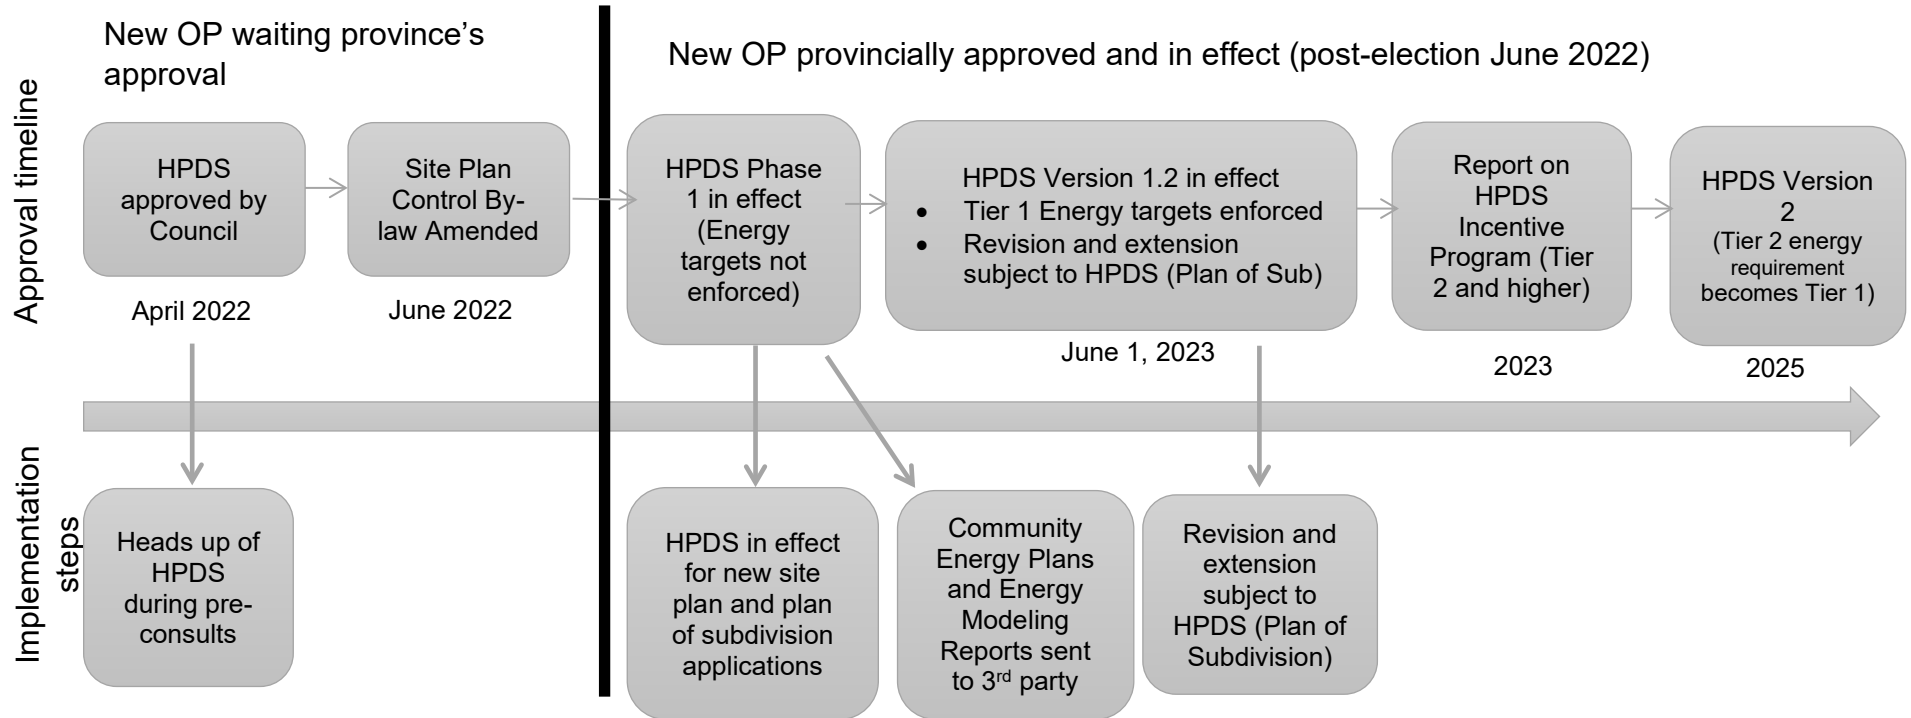 New OP waiting province's
approval
New OP provincially approved and in effect (post-election June 2022)
Approval timeline
HPDS
approved by
Council
April 2022
Site Plan
Control By-
law Amended
June 2022
HPDS Phase
1 in effect
(Energy
targets not
enforced)
HPDS Version 1.2 in effect
• Tier 1 Energy targets enforced
• Revision and extension
subject to HPDS (Plan of Sub)
June 1, 2023
Report on
HPDS
Incentive
Program (Tier
2 and higher)
2023
HPDS Version
2
(Tier 2 energy
requirement
becomes Tier 1)
2025
Implementation
steps
Heads up of
HPDS
during pre-
consults
HPDS in effect
for new site
plan and plan
of subdivision
applications
Community
Energy Plans
and Energy
Modeling
Reports sent
to 3rd party
Revision and
extension
subject to
HPDS (Plan of
Subdivision)